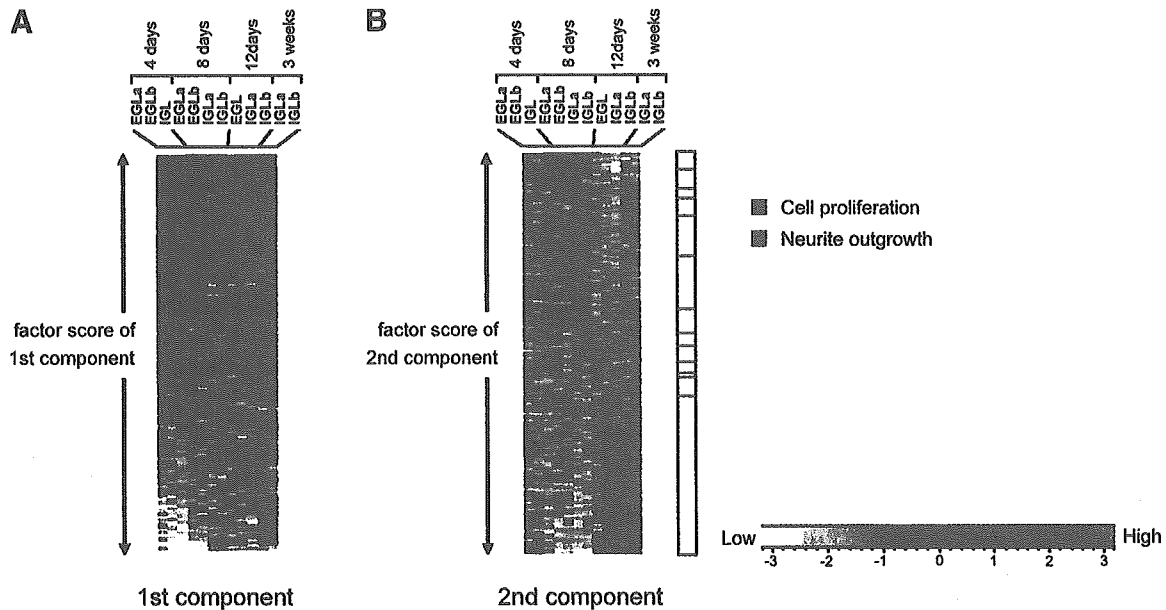 A
4 days
8 days
12days
3 weeks
EGLa
EGLb
IGL
EGLa
EGLb
IGLa
IGLb
EGL
IGLa
IGLb
IGLa
IGLb
factor score of
1st component
1st component
B
4 days
8 days
12days
3 weeks
EGLa
EGLb
IGL
EGLa
EGLb
IGLa
IGLb
EGL
IGLa
IGLb
IGLa
IGLb
factor score of
2nd component
2nd component
Cell proliferation
Neurite outgrowth
Low
High
-3 -2 -1 0 1 2 3